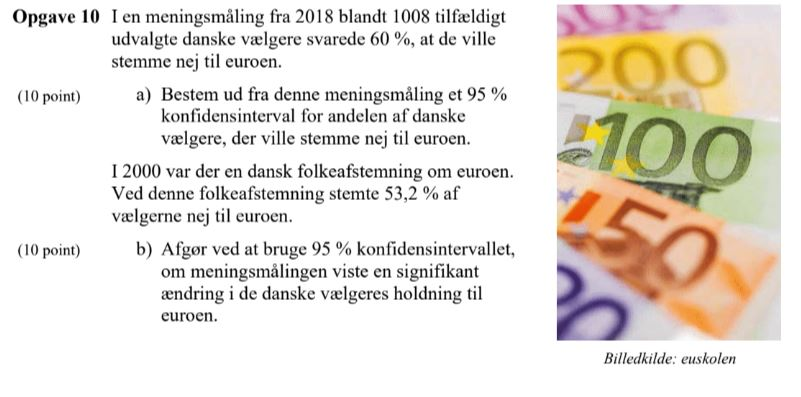 Opgave 10 I en meningsmåling fra 2018 blandt 1008 tilfældigt
udvalgte danske vælgere svarede 60 %, at de ville
stemme nej til euroen.
(10 point) a) Bestem ud fra denne meningsmåling et 95 %
konfidensinterval for andelen af danske
vælgere, der ville stemme nej til euroen.
I 2000 var der en dansk folkeafstemning om euroen.
Ved denne folkeafstemning stemte 53,2 % af
vælgerne nej til euroen.
(10 point) b) Afgør ved at bruge 95 % konfidensintervallet,
om meningsmålingen viste en signifikant
ændring i de danske vælgeres holdning til
euroen.
200
100
50
Billedkilde: euskolen